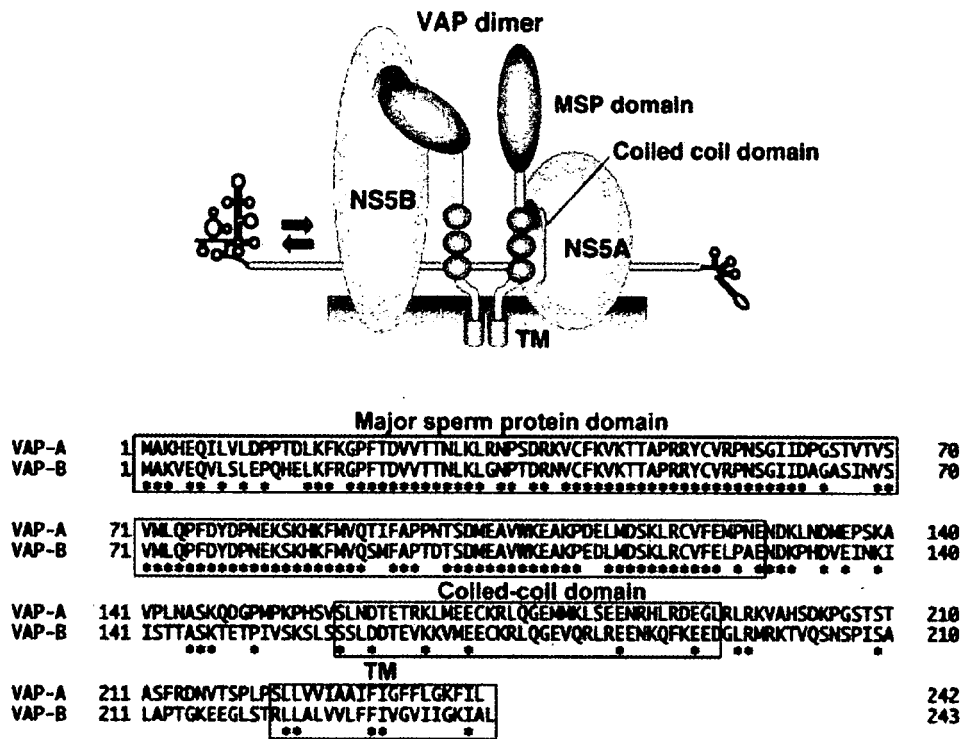 VAP dimer
MSP domain
Coiled coil domain
NS5B
NS5A
TM
Major sperm protein domain
VAP-A 1 MAKHEQILVLDPPTDLKFKGPFTDVVTTNLKLRNPSDRKVCFKVKTTAPRRYCVRPNSGIIDPGSTVTVS 70
VAP-B 1 MAKVEQVLSLEPQHELKFRGPFTDVVTTNLKLGNPTDRNVCFKVKTTAPRRYCVRPNSGIIDAGASINVS 70
71 VMLQPFDYDPNEKSKHKFMVQTIFAPPNTSDMEAVWKEAKPDELMDSKLRCVFEMPNENDKLNDMEPSKA 140
71 VMLQPFDYDPNEKSKHKFMVQSMFAPTDTSDMEAVWKEAKPEDLMDSKLRCVFELPAENDKPHDVEINKI 140
Coiled-coil domain
VAP-A 141 VPLNASKQDGPMPKPHSVSLNDTETRKLMEECKRLQGEMMKLSEENRHLRDEGLRLRKVAHSDKPGSTST 210
VAP-B 141 ISTTASKTETPIVSKSLSSSLDDTEVKKVMEECKRLQGEVQRLREENKQFKEEDGLRMRKTVQSNSPISA 210
TM
VAP-A 211 ASFRDNVTSPLPSLLVVIAAIFIGFFLGKFIL 242
VAP-B 211 LAPTGKEEGLSTRLLALVVLFFIVGVIIGKIAL 243